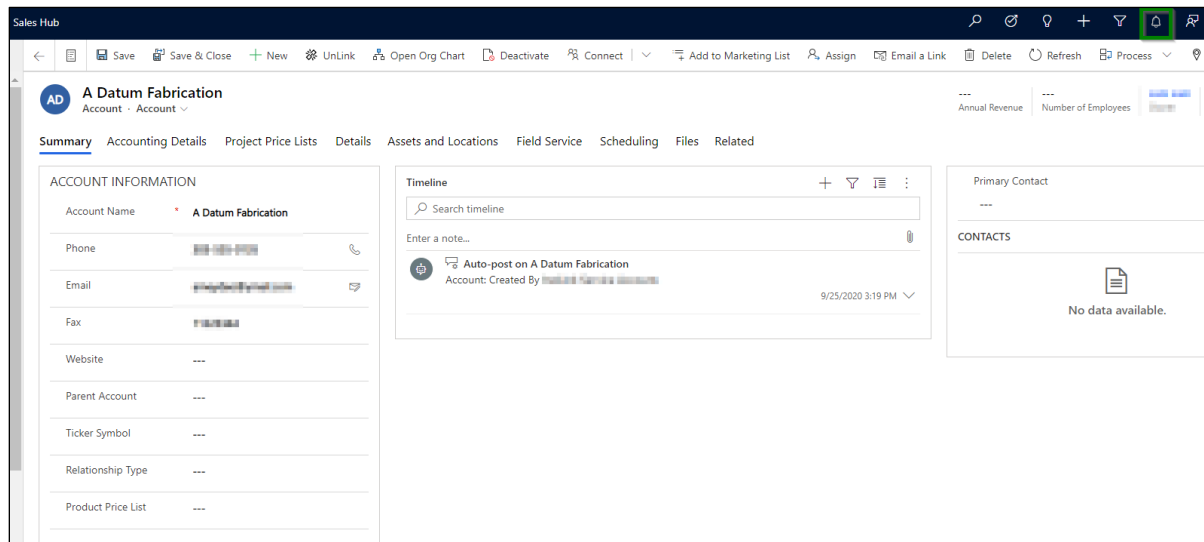 Sales Hub
Save Save & Close New UnLink Open Org Chart Deactivate Connect Add to Marketing List Assign Email a Link Delete Refresh Process
AD
A Datum Fabrication
Account · Account
---
Annual Revenue
---
Number of Employees
Summary Accounting Details Project Price Lists Details Assets and Locations Field Service Scheduling Files Related
ACCOUNT INFORMATION
Account Name * A Datum Fabrication
Phone
Email
Fax
Website ---
Parent Account ---
Ticker Symbol ---
Relationship Type ---
Product Price List ---
Timeline
Search timeline
Enter a note...
Auto-post on A Datum Fabrication
Account: Created By
9/25/2020 3:19 PM
Primary Contact
---
CONTACTS
No data available.